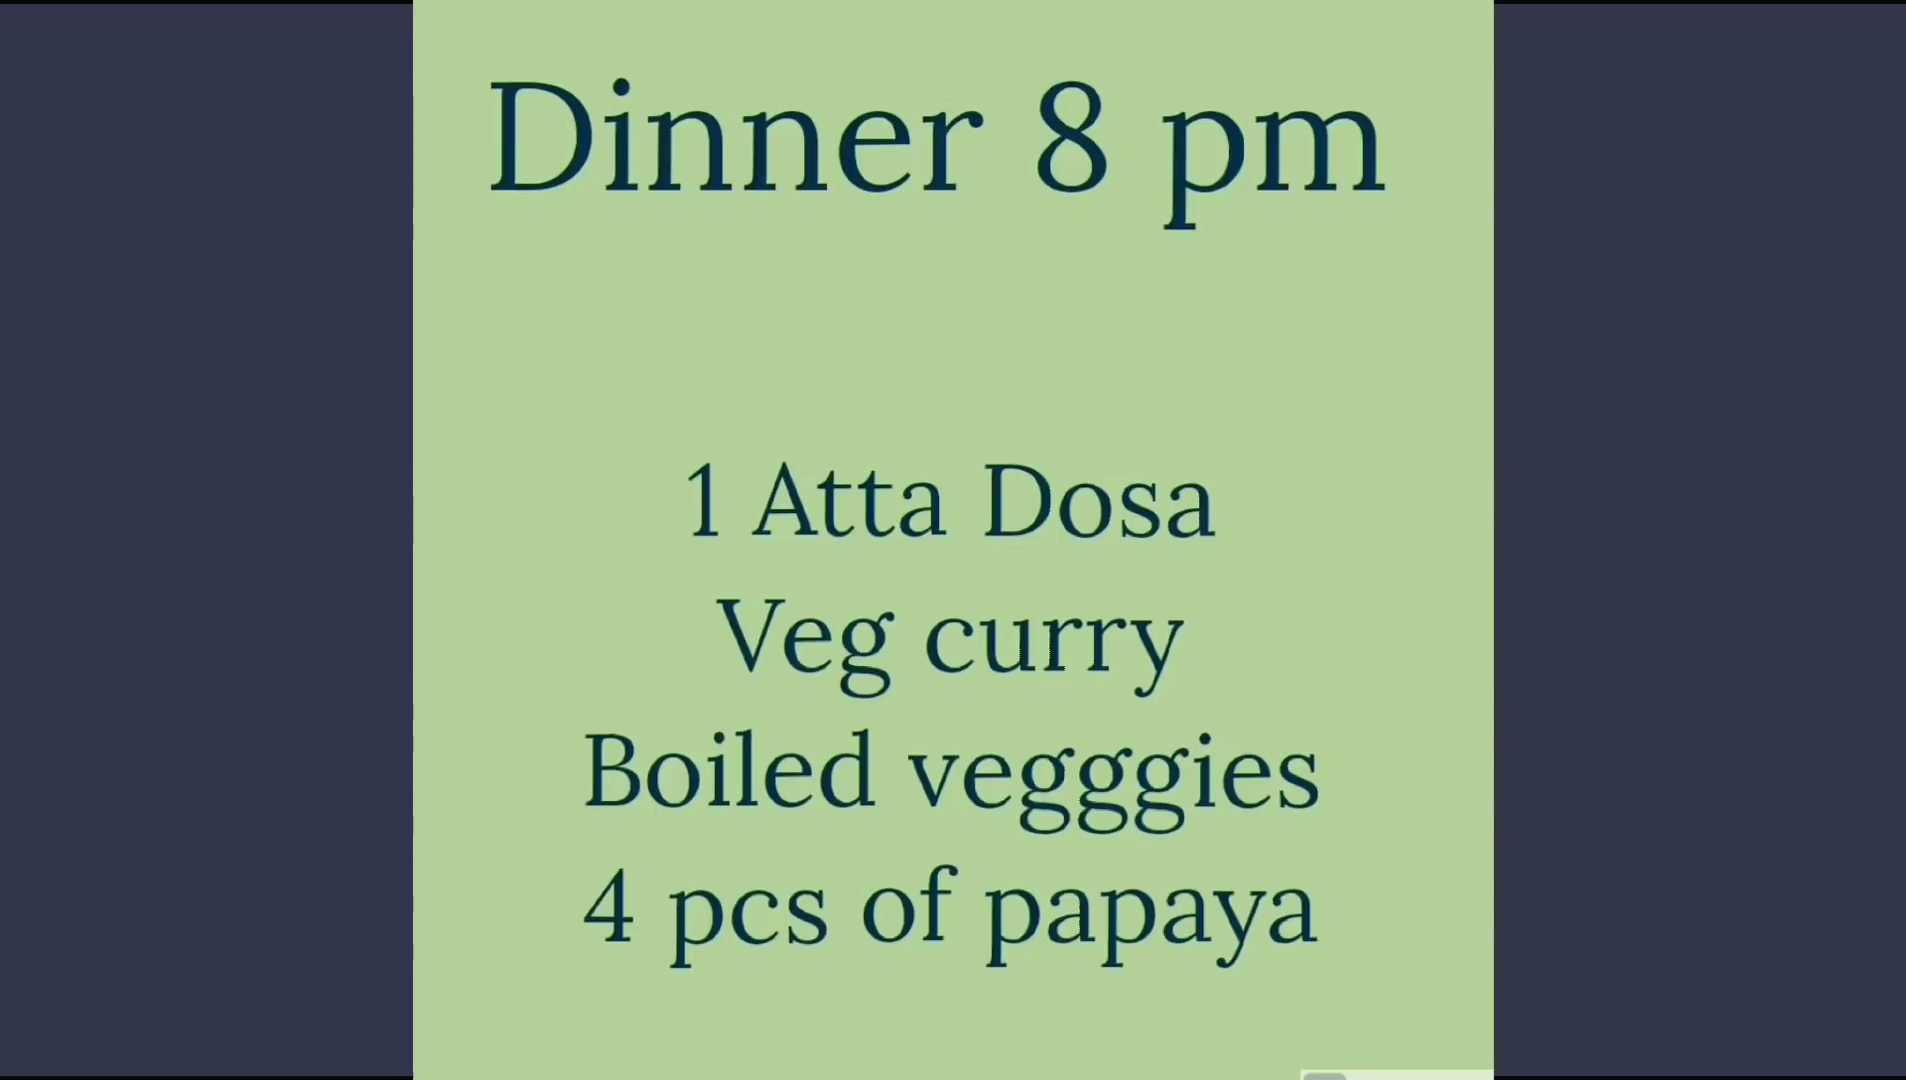 Dinner 8 pm
1 Atta Dosa
Veg curry
Boiled vegggies
4 pcs of papaya